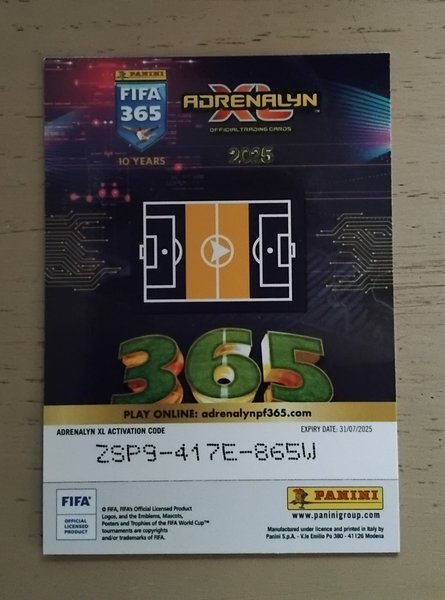 PANINI
FIFA
365
10 YEARS
ADRENALYN
XL
OFFICIAL TRADING CARDS
2025
365
PLAY ONLINE: adrenalynpf365.com
ADRENALYN XL ACTIVATION CODE
EXPIRY DATE: 31/07/2025
ZSP9-417E-865W
FIFA®
OFFICIAL
LICENSED
PRODUCT
© FIFA, FIFA's Official Licensed Product
Logos, and the Emblems, Mascots,
Posters and Trophies of the FIFA World Cup™
tournaments are copyrights
and/or trademarks of FIFA.
PANINI
www.paninigroup.com
Manufactured under licence and printed in Italy by
Panini S.p.A. - V.le Emilio Po 380 - 41126 Modena